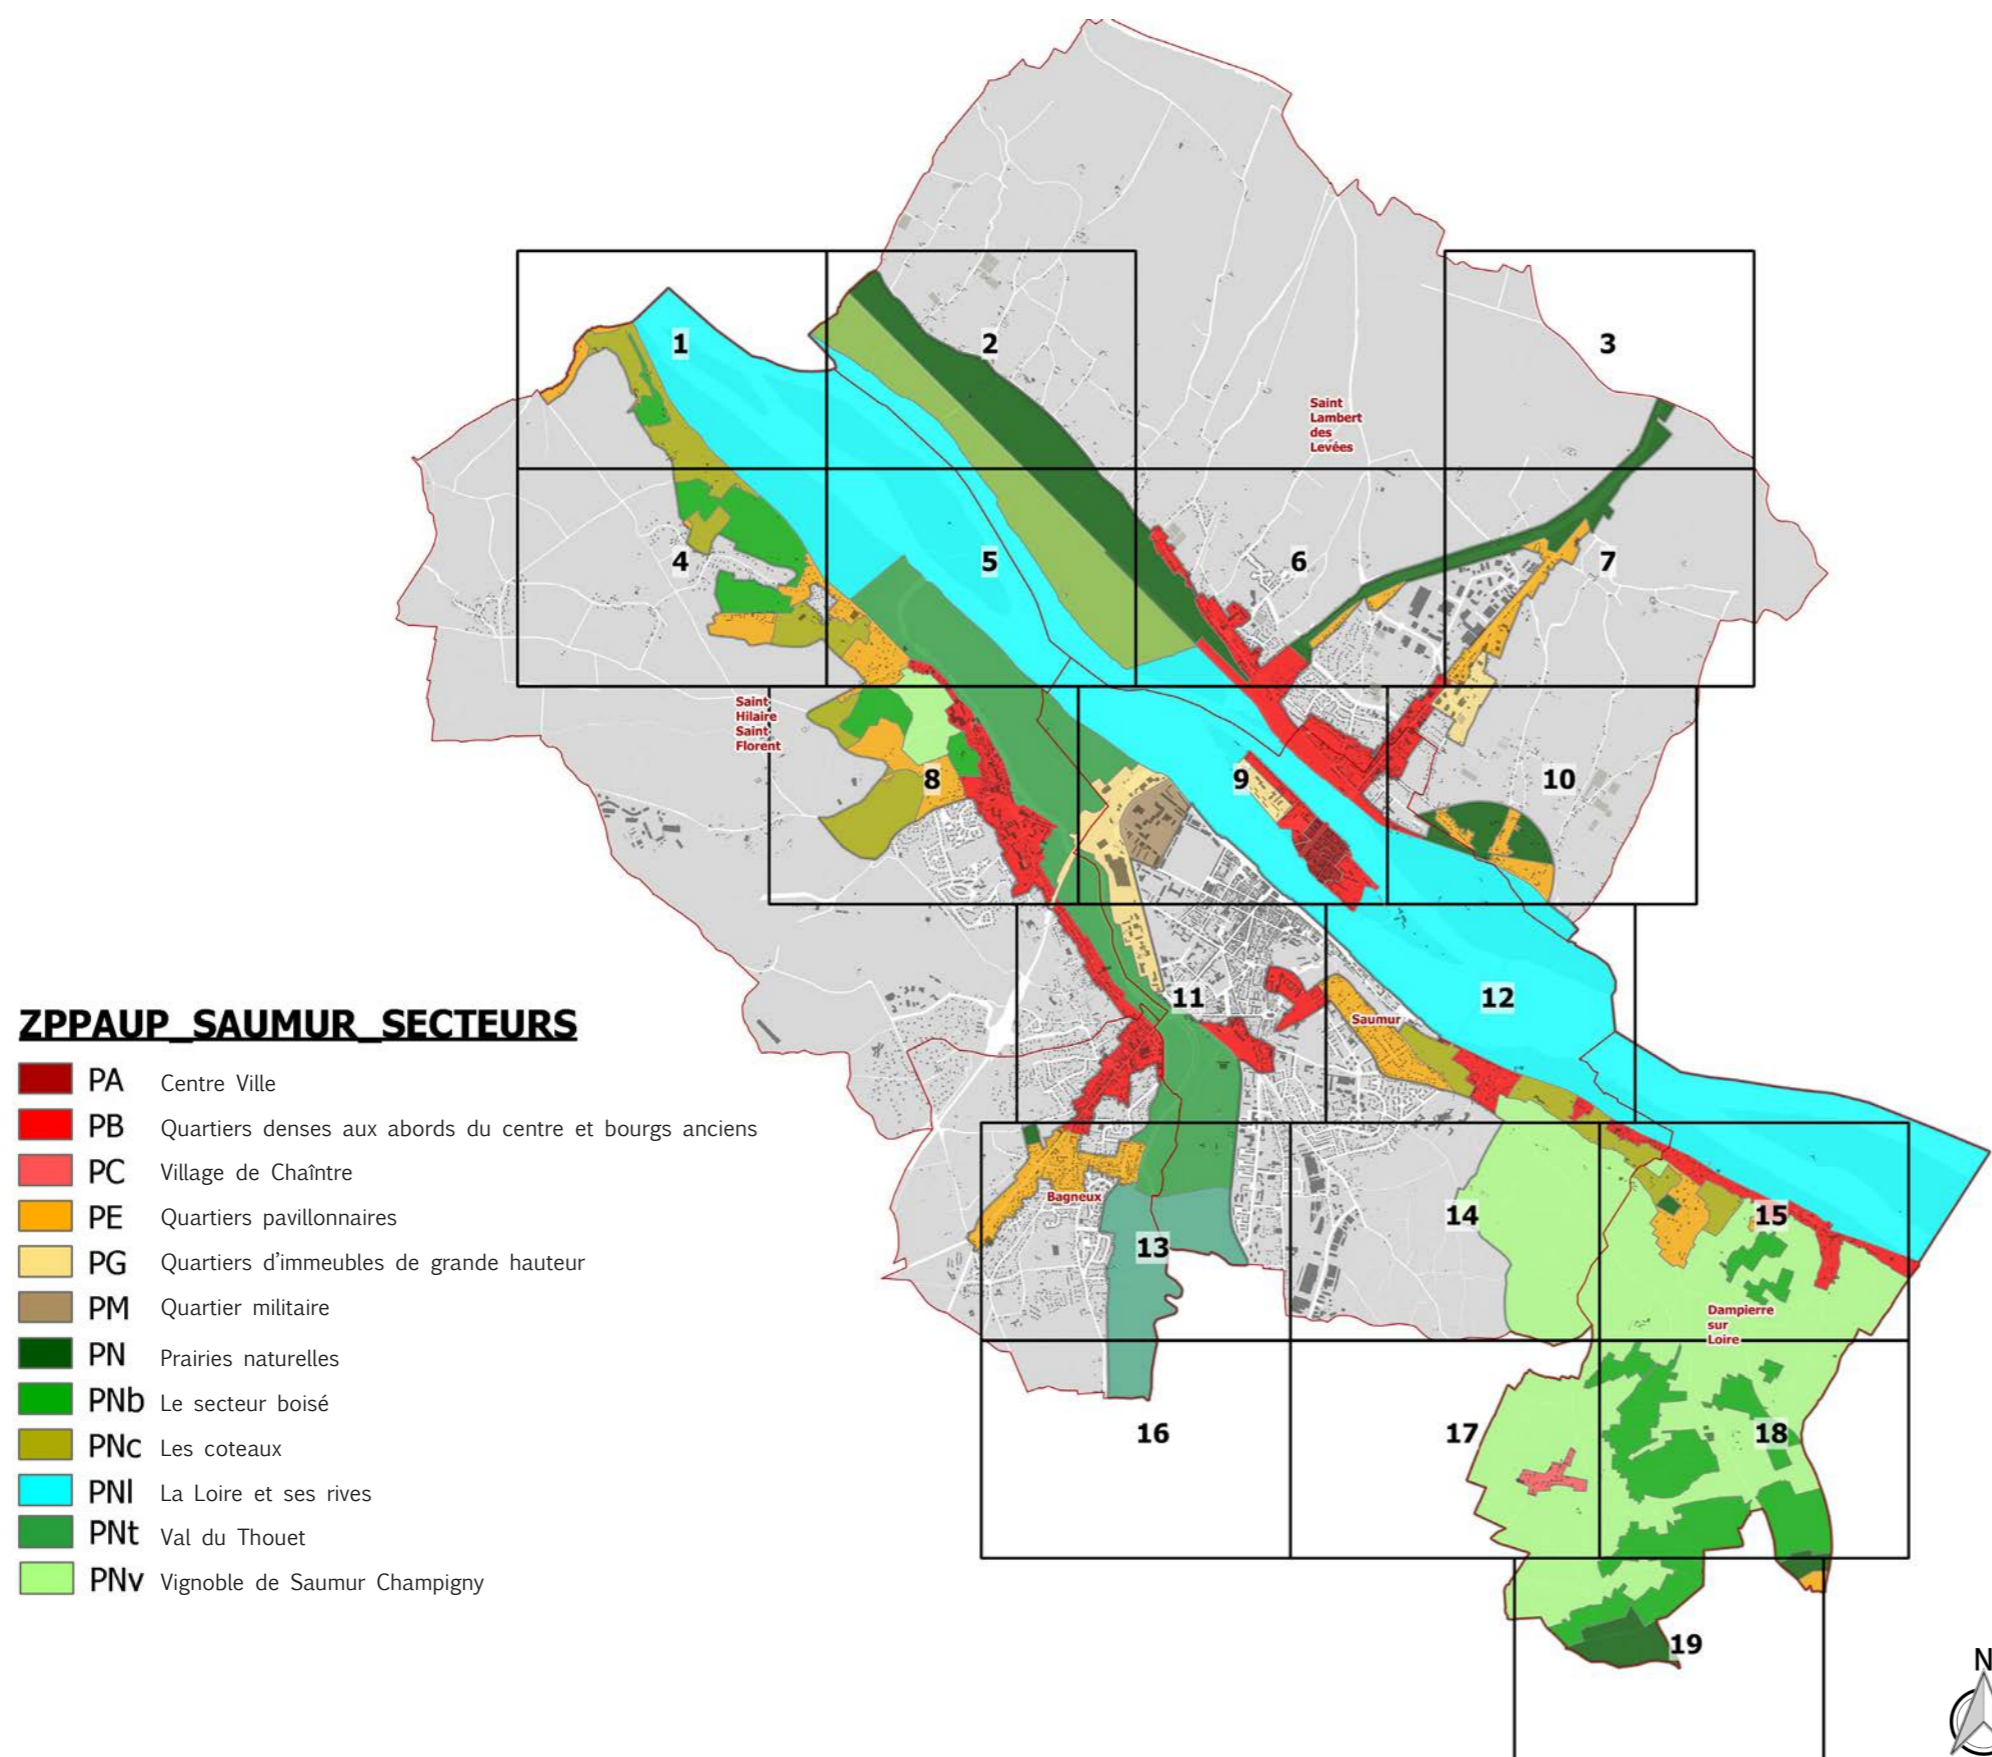 1
2
3
Saint
Lambert
des
Levées
4
5
6
7
Saint
Hilaire
Saint
Florent
8
9
10
11
Saumur
12
ZPPAUP_SAUMUR_SECTEURS
PA Centre Ville
PB Quartiers denses aux abords du centre et bourgs anciens
PC Village de Chaîntre
PE Quartiers pavillonnaires
PG Quartiers d'immeubles de grande hauteur
PM Quartier militaire
PN Prairies naturelles
PNb Le secteur boisé
PNc Les coteaux
PNl La Loire et ses rives
PNt Val du Thouet
PNv Vignoble de Saumur Champigny
Bagneux
13
14
15
Dampierre
sur
Loire
16
17
18
19
N